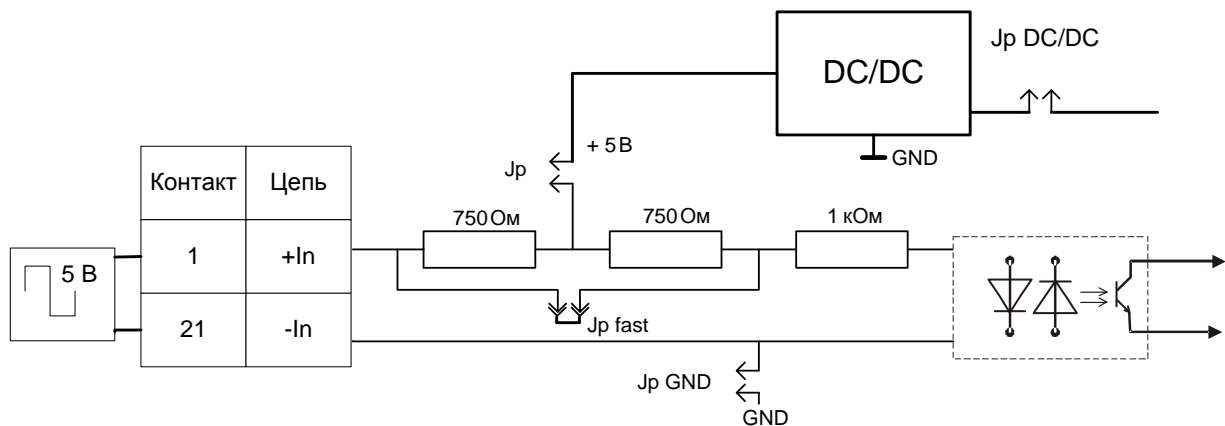 Jp DC/DC
DC/DC
+ 5 В
GND
Jp
Контакт Цепь
750 Ом 750 Ом 1 кОм
5 В
1 +In
21 -In
Jp fast
Jp GND
GND